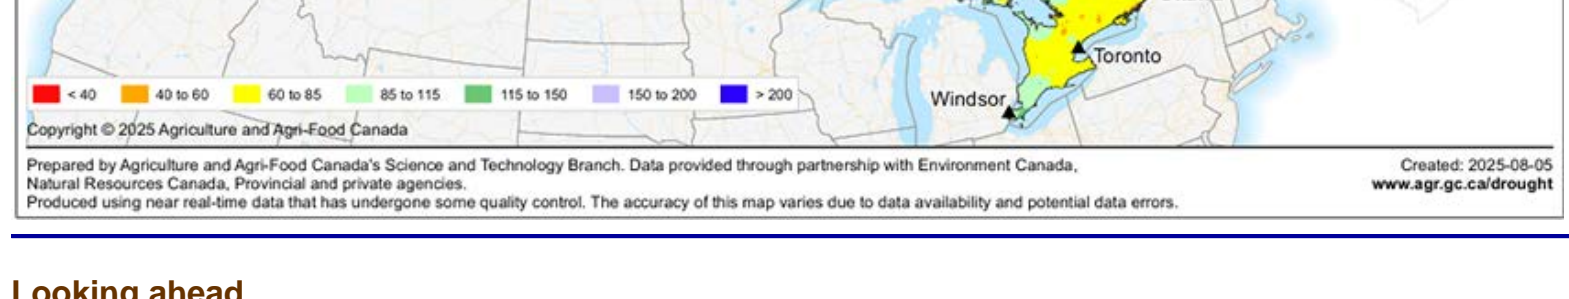 Toronto
Windsor
< 40 40 to 60 60 to 85 85 to 115 115 to 150 150 to 200 > 200
Copyright © 2025 Agriculture and Agri-Food Canada
Prepared by Agriculture and Agri-Food Canada's Science and Technology Branch. Data provided through partnership with Environment Canada,
Natural Resources Canada, Provincial and private agencies.
Produced using near real-time data that has undergone some quality control. The accuracy of this map varies due to data availability and potential data errors.
Created: 2025-08-05
www.agr.gc.ca/drought
Looking ahead